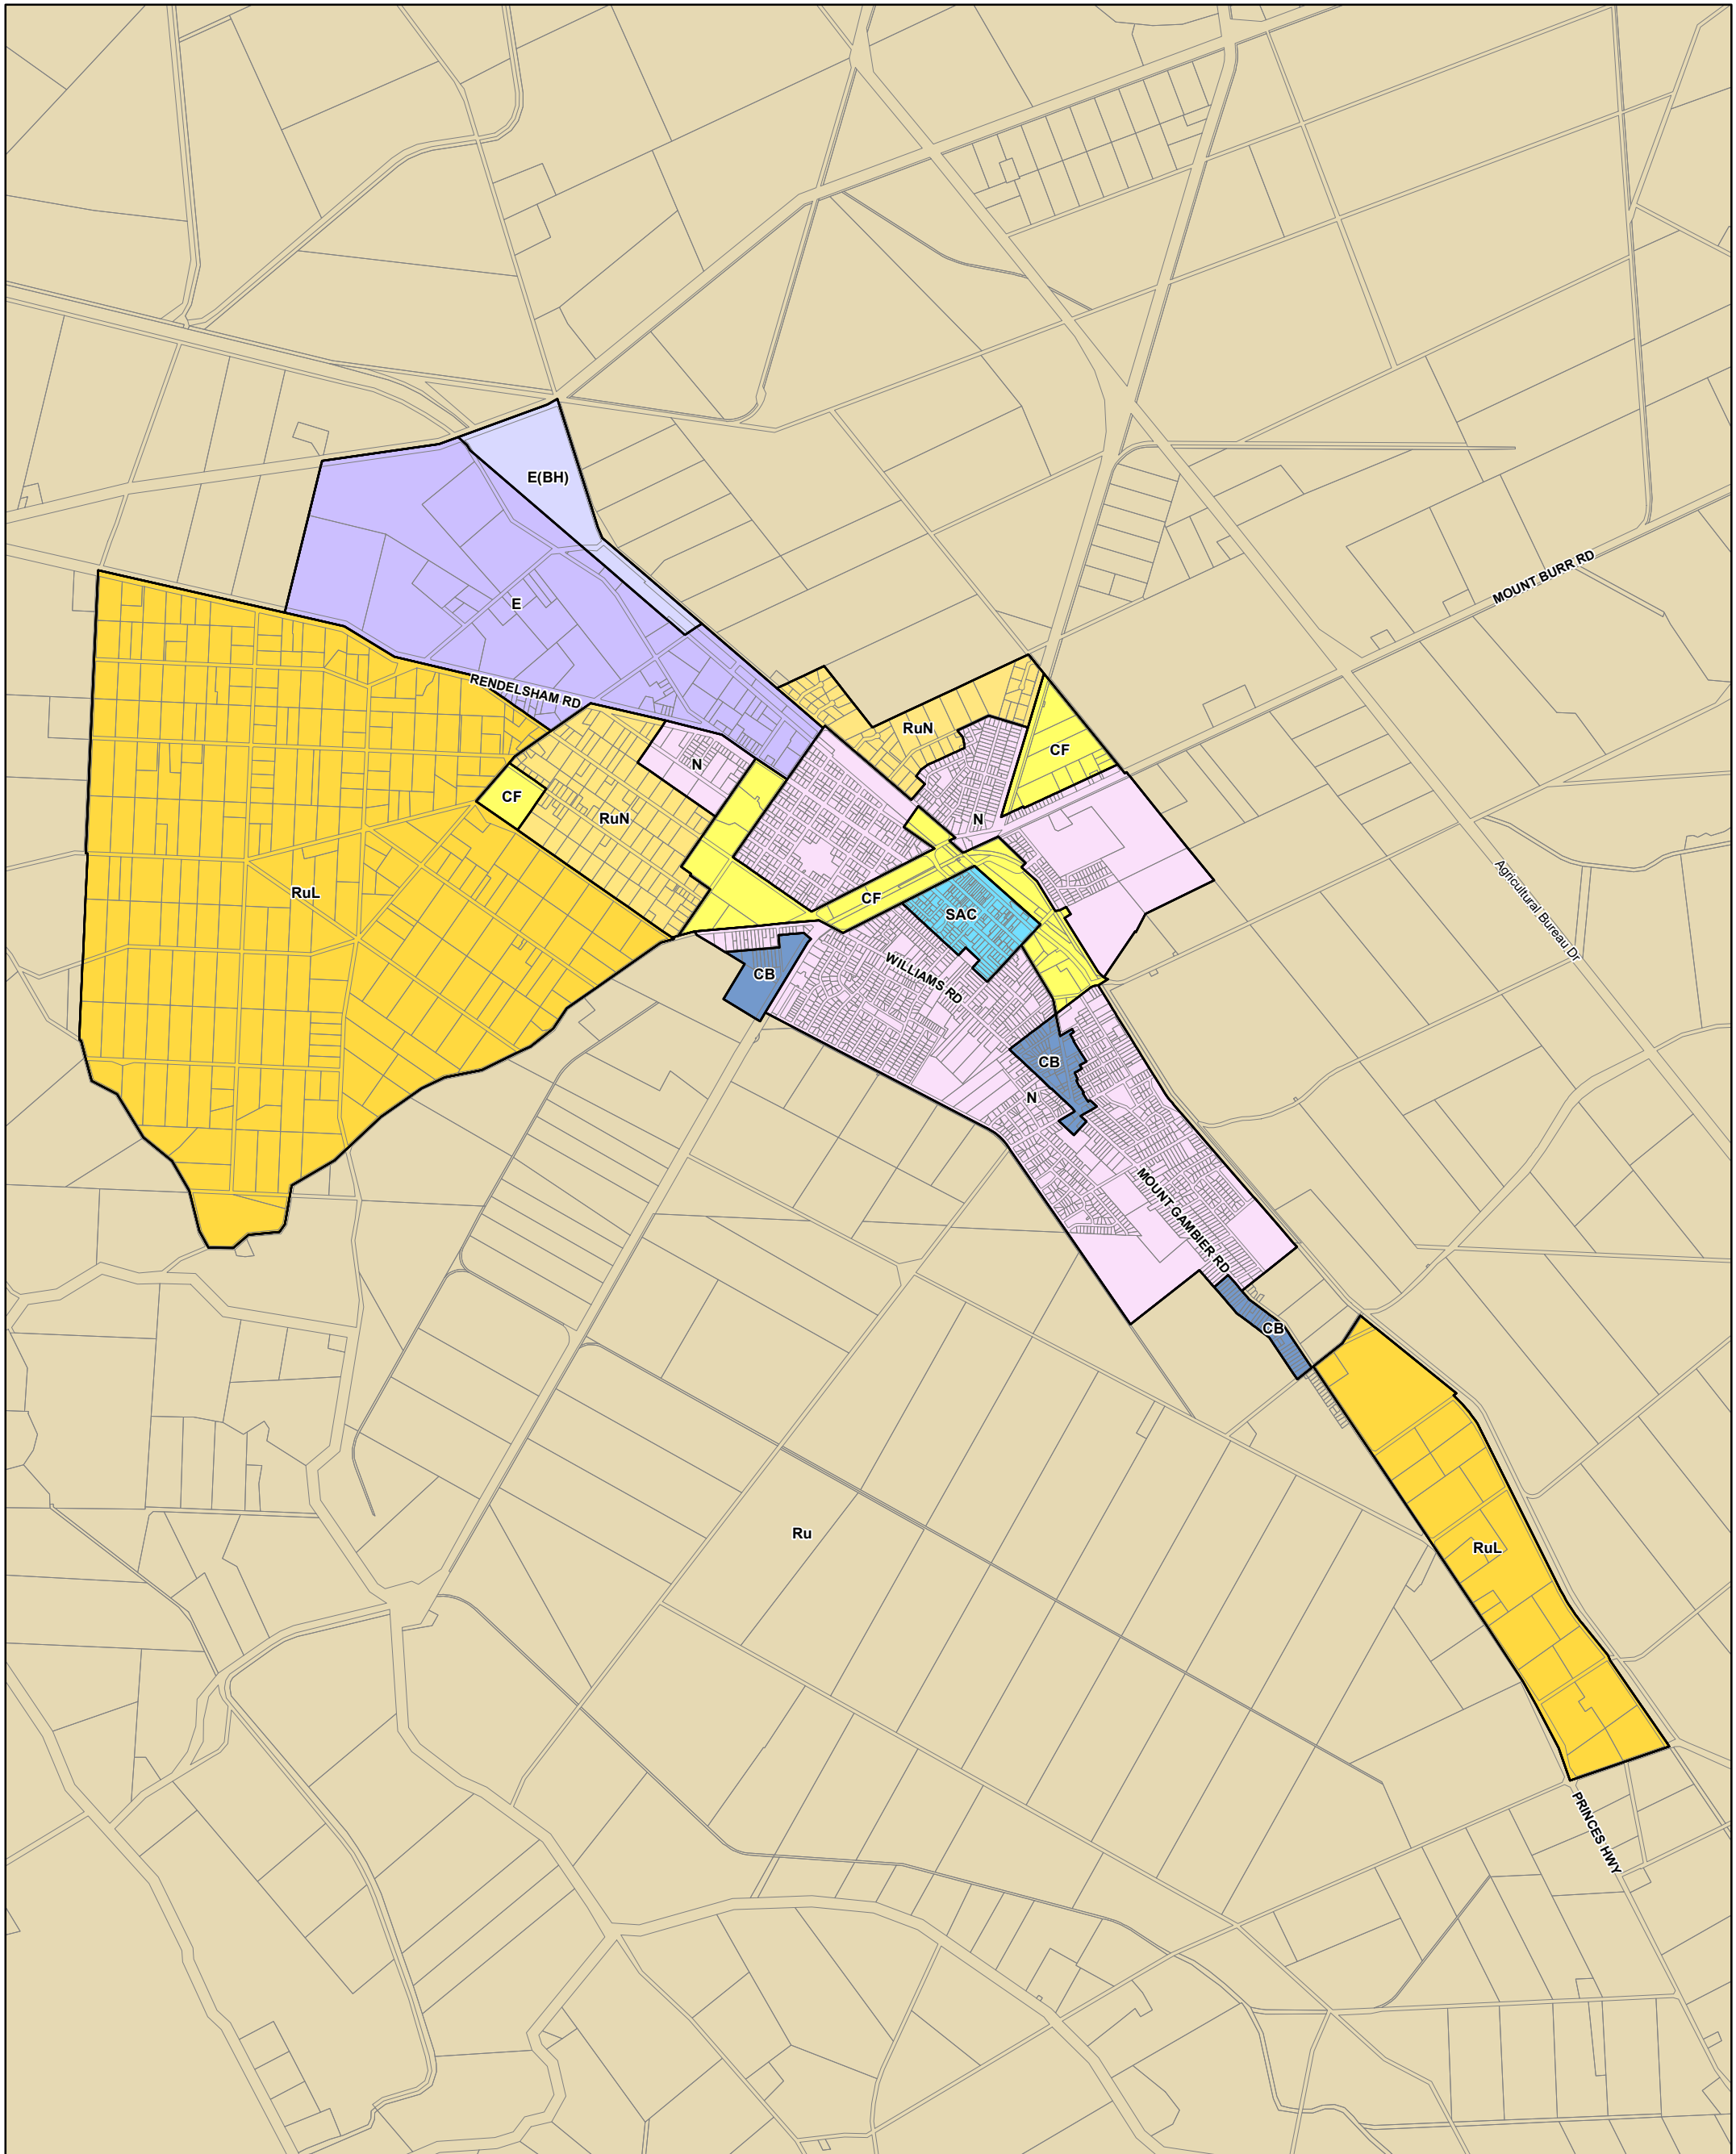 E(BH)
MOUNT BURR RD
E
RENDELSHAM RD
RuN
CF
N
CF
RuN
N
Agricultural Bureau Dr
RuL
CF
SAC
CB
WILLIAMS RD
CB
N
MOUNT GAMBIER RD
CB
Ru
RuL
PRINCES HWY